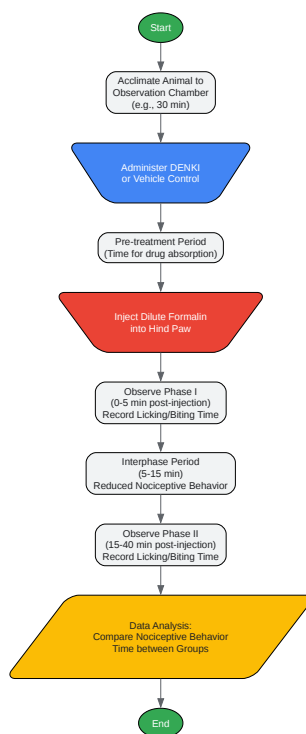 Start
Acclimate Animal to
Observation Chamber
(e.g., 30 min)
Administer DENKI
or Vehicle Control
Pre-treatment Period
(Time for drug absorption)
Inject Dilute Formalin
into Hind Paw
Observe Phase I
(0-5 min post-injection)
Record Licking/Biting Time
Interphase Period
(5-15 min)
Reduced Nociceptive Behavior
Observe Phase II
(15-40 min post-injection)
Record Licking/Biting Time
Data Analysis:
Compare Nociceptive Behavior
Time between Groups
End